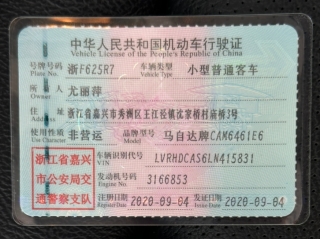 中华人民共和国机动车行驶证
Vehicle License of the People's Republic of China
号牌号码 浙F625R7 车辆类型 小型普通客车
Plate No. Vehicle Type
所有人 尤丽萍
Owner
住址 浙江省嘉兴市秀洲区王江泾镇沈家桥村庙桥3号
Address
使用性质 非营运 品牌型号 马自达牌CAM6461E6
Use Character Model
浙江省嘉兴 车辆识别代号 LVRHDCAS6LN415831
VIN
市公安局交 发动机号码 3166853
Engine No.
通警察支队 注册日期 2020-09-04 发证日期 2020-09-04
Register Date Issue Date